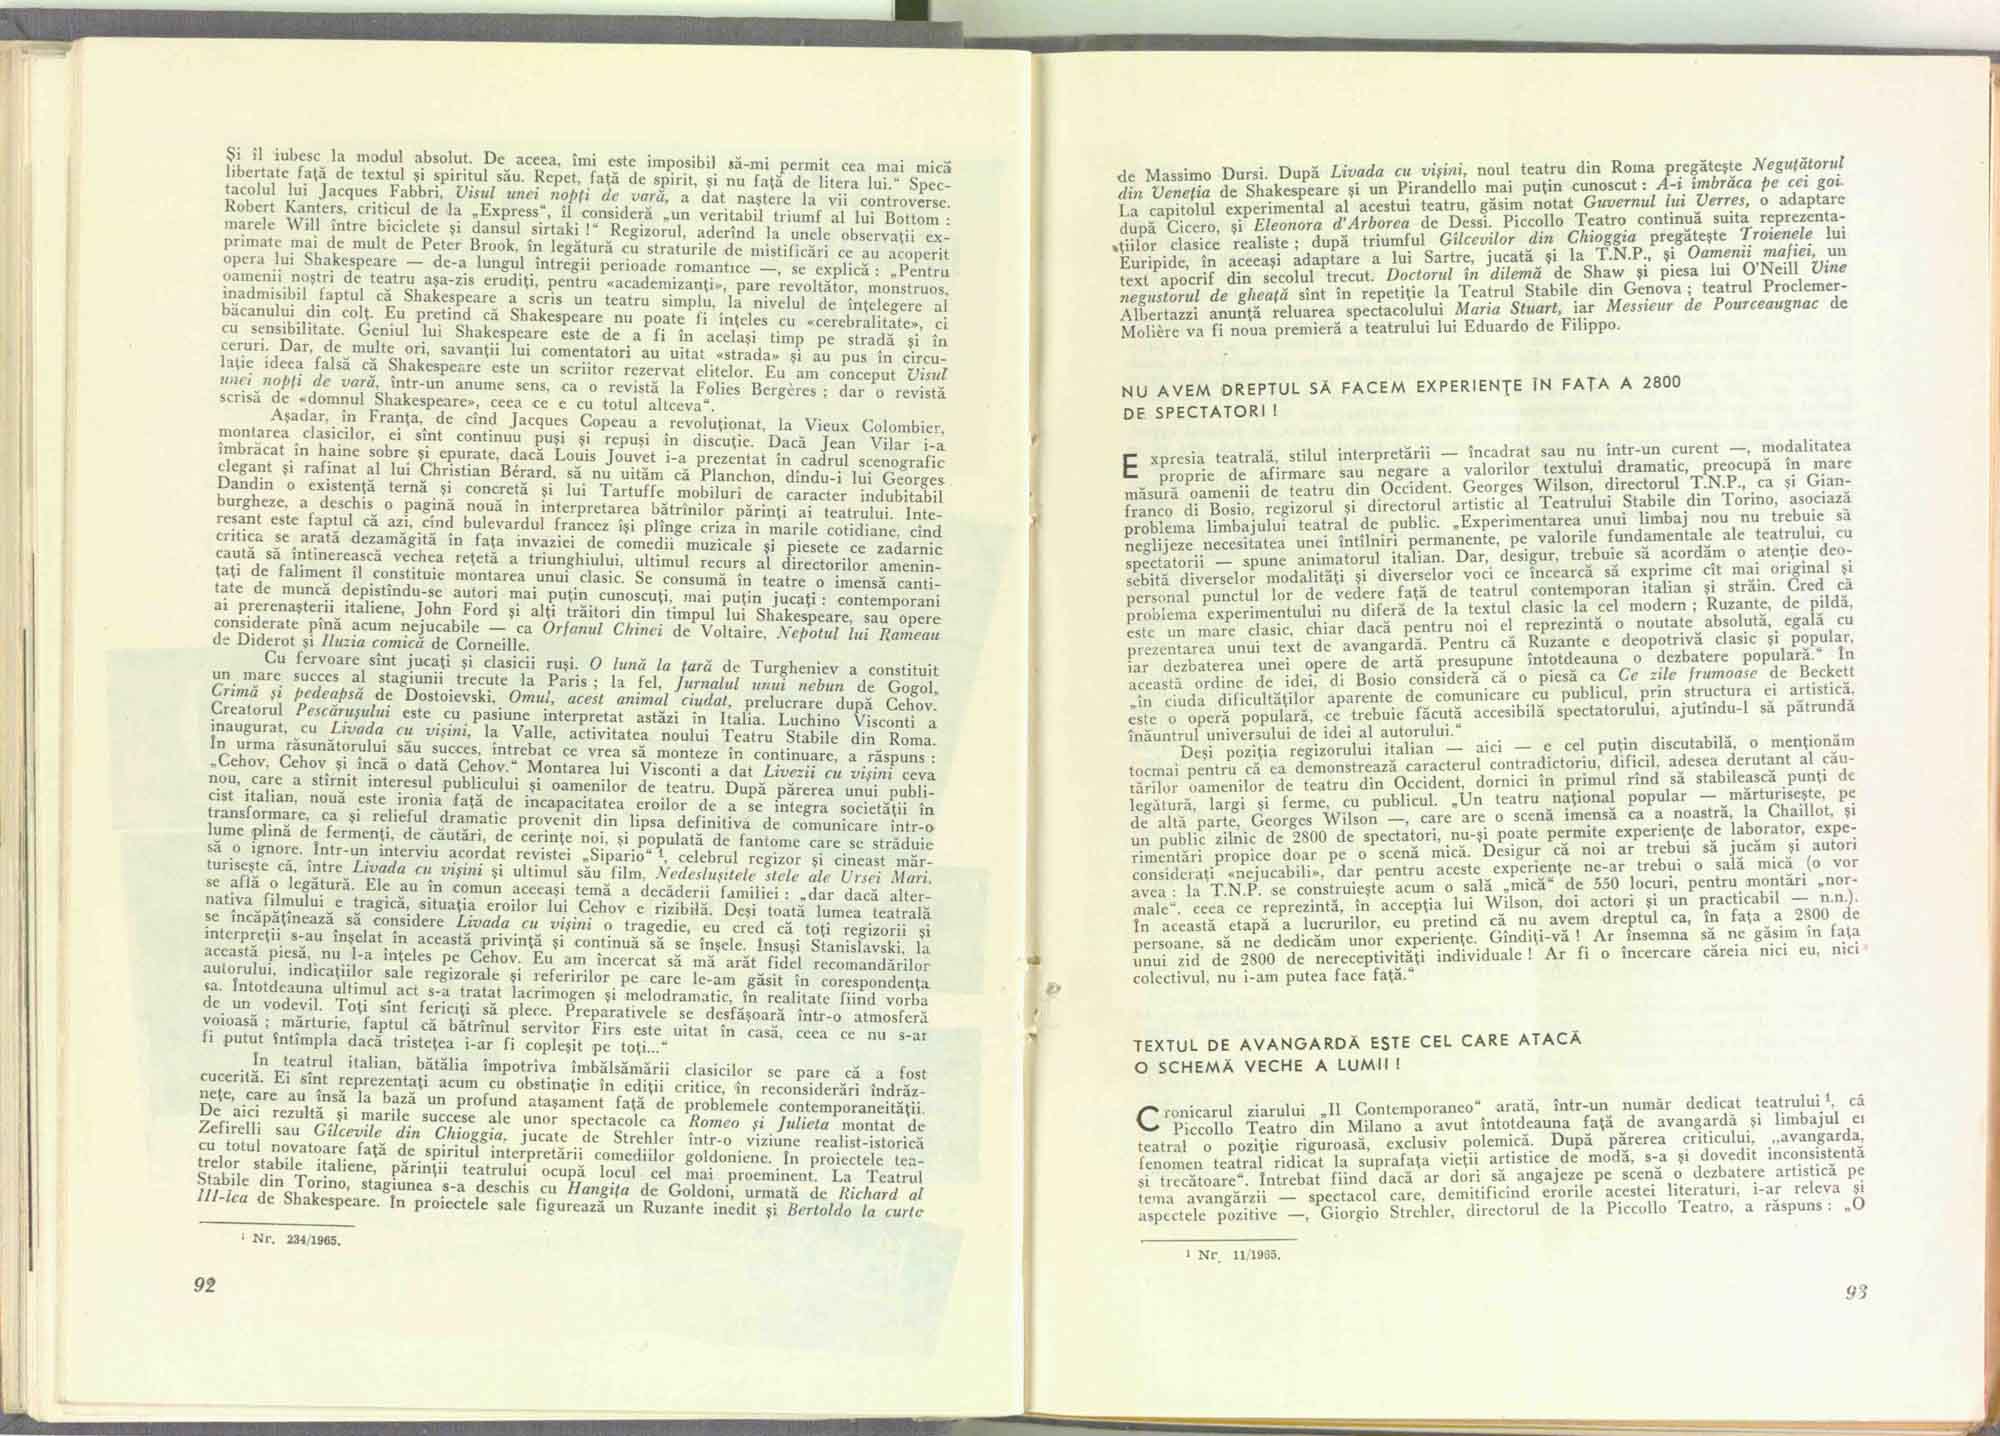 Și îl iubesc la modul absolut. De aceea, îmi este imposibil să-mi permit cea mai mică
libertate față de textul și spiritul său. Repet, față de spirit, și nu față de litera lui.“ Spec-
tacolul lui Jacques Fabbri, Visul unei nopți de vară, a dat naștere la vii controverse.
Robert Kanters, criticul de la „Express“, îl consideră „un veritabil triumf al lui Bottom :
marele Will între biciclete și dansul sirtaki !“ Regizorul, aderînd la unele observații ex-
primate mai de mult de Peter Brook, în legătură cu straturile de mistificări ce au acoperit
opera lui Shakespeare — de-a lungul întregii perioade romantice —, se explică : „Pentru
oamenii noștri de teatru așa-zis erudiți, pentru «academizanți», pare revoltător, monstruos,
inadmisibil faptul că Shakespeare a scris un teatru simplu, la nivelul de înțelegere al
băcanului din colț. Eu pretind că Shakespeare nu poate fi înțeles cu «cerebralitate», ci
cu sensibilitate. Geniul lui Shakespeare este de a fi în același timp pe stradă și în
ceruri. Dar, de multe ori, savanții lui comentatori au uitat «strada» și au pus în circu-
lație ideea falsă că Shakespeare este un scriitor rezervat elitelor. Eu am conceput Visul
unei nopți de vară, într-un anume sens, ca o revistă la Folies Bergères ; dar o revistă
scrisă de «domnul Shakespeare», ceea ce e cu totul altceva“.
Așadar, în Franța, de cînd Jacques Copeau a revoluționat, la Vieux Colombier,
montarea clasicilor, ei sînt continuu puși și repuși în discuție. Dacă Jean Vilar i-a
îmbrăcat în haine sobre și epurate, dacă Louis Jouvet i-a prezentat în cadrul scenografic
elegant și rafinat al lui Christian Bérard, să nu uităm că Planchon, dîndu-i lui Georges
Dandin o existență ternă și concretă și lui Tartuffe mobiluri de caracter indubitabil
burgheze, a deschis o pagină nouă în interpretarea bătrînilor părinți ai teatrului. Inte-
resant este faptul că azi, cînd bulevardul francez își plînge criza în marile cotidiane, cînd
critica se arată dezamăgită în fața invaziei de comedii muzicale și piesete ce zadarnic
caută să întinerească vechea rețetă a triunghiului, ultimul recurs al directorilor amenin-
țați de faliment îl constituie montarea unui clasic. Se consumă în teatre o imensă canti-
tate de muncă depistîndu-se autori mai puțin cunoscuți, mai puțin jucați : contemporani
ai prerenașterii italiene, John Ford și alți trăitori din timpul lui Shakespeare, sau opere
considerate pînă acum nejucabile — ca Orfanul Chinei de Voltaire, Nepotul lui Rameau
de Diderot și Iluzia comică de Corneille.
Cu fervoare sînt jucați și clasicii ruși. O lună la țară de Turgheniev a constituit
un mare succes al stagiunii trecute la Paris ; la fel, Jurnalul unui nebun de Gogol,
Crimă și pedeapsă de Dostoievski, Omul, acest animal ciudat, prelucrare după Cehov.
Creatorul Pescărușului este cu pasiune interpretat astăzi în Italia. Luchino Visconti a
inaugurat, cu Livada cu vișini, la Valle, activitatea noului Teatru Stabile din Roma.
În urma răsunătorului său succes, întrebat ce vrea să monteze în continuare, a răspuns :
„Cehov, Cehov și încă o dată Cehov.“ Montarea lui Visconti a dat Livezii cu vișini ceva
nou, care a stîrnit interesul publicului și oamenilor de teatru. După părerea unui publi-
cist italian, nouă este ironia față de incapacitatea eroilor de a se integra societății în
transformare, ca și relieful dramatic provenit din lipsa definitivă de comunicare într-o
lume plină de fermenți, de căutări, de cerințe noi, și populată de fantome care se străduie
să o ignore. Într-un interviu acordat revistei „Sipario“ ¹, celebrul regizor și cineast măr-
turisește că, între Livada cu vișini și ultimul său film, Nedeslușitele stele ale Ursei Mari,
se află o legătură. Ele au în comun aceeași temă a decăderii familiei : „dar dacă alter-
nativa filmului e tragică, situația eroilor lui Cehov e rizibilă. Deși toată lumea teatrală
se încăpățînează să considere Livada cu vișini o tragedie, eu cred că toți regizorii și
interpreții s-au înșelat în această privință și continuă să se înșele. Însuși Stanislavski, la
această piesă, nu l-a înțeles pe Cehov. Eu am încercat să mă arăt fidel recomandărilor
autorului, indicațiilor sale regizorale și referirilor pe care le-am găsit în corespondența
sa. Întotdeauna ultimul act s-a tratat lacrimogen și melodramatic, în realitate fiind vorba
de un vodevil. Toți sînt fericiți să plece. Preparativele se desfășoară într-o atmosferă
voioasă ; mărturie, faptul că bătrînul servitor Firs este uitat în casă, ceea ce nu s-ar
fi putut întîmpla dacă tristețea i-ar fi copleșit pe toți...“
În teatrul italian, bătălia împotriva îmbălsămării clasicilor se pare că a fost
cucerită. Ei sînt reprezentați acum cu obstinație în ediții critice, în reconsiderări îndrăz-
nețe, care au însă la bază un profund atașament față de problemele contemporaneității.
De aici rezultă și marile succese ale unor spectacole ca Romeo și Julieta montat de
Zefirelli sau Gîlcevile din Chioggia, jucate de Strehler într-o viziune realist-istorică
cu totul novatoare față de spiritul interpretării comediilor goldoniene. În proiectele tea-
trelor stabile italiene, părinții teatrului ocupă locul cel mai proeminent. La Teatrul
Stabile din Torino, stagiunea s-a deschis cu Hangița de Goldoni, urmată de Richard al
III-lea de Shakespeare. În proiectele sale figurează un Ruzante inedit și Bertoldo la curte
¹ Nr. 234/1965.
92
de Massimo Dursi. După Livada cu vișini, noul teatru din Roma pregătește Neguțătorul
din Veneția de Shakespeare și un Pirandello mai puțin cunoscut : A-i îmbrăca pe cei goi.
La capitolul experimental al acestui teatru, găsim notat Guvernul lui Verres, o adaptare
după Cicero, și Eleonora d'Arborea de Dessi. Piccollo Teatro continuă suita reprezenta-
țiilor clasice realiste ; după triumful Gîlcevilor din Chioggia pregătește Troienele lui
Euripide, în aceeași adaptare a lui Sartre, jucată și la T.N.P., și Oamenii mafiei, un
text apocrif din secolul trecut. Doctorul în dilemă de Shaw și piesa lui O'Neill Vine
negustorul de gheață sînt în repetiție la Teatrul Stabile din Genova ; teatrul Proclemer-
Albertazzi anunță reluarea spectacolului Maria Stuart, iar Messieur de Pourceaugnac de
Molière va fi noua premieră a teatrului lui Eduardo de Filippo.
NU AVEM DREPTUL SĂ FACEM EXPERIENȚE ÎN FAȚA A 2800
DE SPECTATORI !
Expresia teatrală, stilul interpretării — încadrat sau nu într-un curent —, modalitatea
proprie de afirmare sau negare a valorilor textului dramatic, preocupă în mare
măsură oamenii de teatru din Occident. Georges Wilson, directorul T.N.P., ca și Gian-
franco di Bosio, regizorul și directorul artistic al Teatrului Stabile din Torino, asociază
problema limbajului teatral de public. „Experimentarea unui limbaj nou nu trebuie să
neglijeze necesitatea unei întîlniri permanente, pe valorile fundamentale ale teatrului, cu
spectatorii — spune animatorul italian. Dar, desigur, trebuie să acordăm o atenție deo-
sebită diverselor modalități și diverselor voci ce încearcă să exprime cît mai original și
personal punctul lor de vedere față de teatrul contemporan italian și străin. Cred că
problema experimentului nu diferă de la textul clasic la cel modern ; Ruzante, de pildă,
este un mare clasic, chiar dacă pentru noi el reprezintă o noutate absolută, egală cu
prezentarea unui text de avangardă. Pentru că Ruzante e deopotrivă clasic și popular,
iar dezbaterea unei opere de artă presupune întotdeauna o dezbatere populară.“ În
această ordine de idei, di Bosio consideră că o piesă ca Ce zile frumoase de Beckett
„în ciuda dificultăților aparente de comunicare cu publicul, prin structura ei artistică,
este o operă populară, ce trebuie făcută accesibilă spectatorului, ajutîndu-l să pătrundă
înăuntrul universului de idei al autorului.“
Deși poziția regizorului italian — aici — e cel puțin discutabilă, o menționăm
tocmai pentru că ea demonstrează caracterul contradictoriu, dificil, adesea derutant al cău-
tărilor oamenilor de teatru din Occident, dornici în primul rînd să stabilească punți de
legătură, largi și ferme, cu publicul. „Un teatru național popular — mărturisește, pe
de altă parte, Georges Wilson —, care are o scenă imensă ca a noastră, la Chaillot, și
un public zilnic de 2800 de spectatori, nu-și poate permite experiențe de laborator, expe-
rimentări propice doar pe o scenă mică. Desigur că noi ar trebui să jucăm și autori
considerați «nejucabili», dar pentru aceste experiențe ne-ar trebui o sală mică (o vor
avea : la T.N.P. se construiește acum o sală „mică“ de 550 locuri, pentru montări „nor-
male“, ceea ce reprezintă, în accepția lui Wilson, doi actori și un practicabil — n.n.).
În această etapă a lucrurilor, eu pretind că nu avem dreptul ca, în fața a 2800 de
persoane, să ne dedicăm unor experiențe. Gîndiți-vă ! Ar însemna să ne găsim în fața
unui zid de 2800 de nereceptivități individuale ! Ar fi o încercare căreia nici eu, nici
colectivul, nu i-am putea face față.“
TEXTUL DE AVANGARDĂ ESTE CEL CARE ATACĂ
O SCHEMĂ VECHE A LUMII !
Cronicarul ziarului „Il Contemporaneo“ arată, într-un număr dedicat teatrului ¹, că
Piccollo Teatro din Milano a avut întotdeauna față de avangardă și limbajul ei
teatral o poziție riguroasă, exclusiv polemică. După părerea criticului, „avangarda,
fenomen teatral ridicat la suprafața vieții artistice de modă, s-a și dovedit inconsistentă
și trecătoare“. Întrebat fiind dacă ar dori să angajeze pe scenă o dezbatere artistică pe
tema avangărzii — spectacol care, demitificind erorile acestei literaturi, i-ar releva și
aspectele pozitive —, Giorgio Strehler, directorul de la Piccollo Teatro, a răspuns : „O
¹ Nr. 11/1965.
93